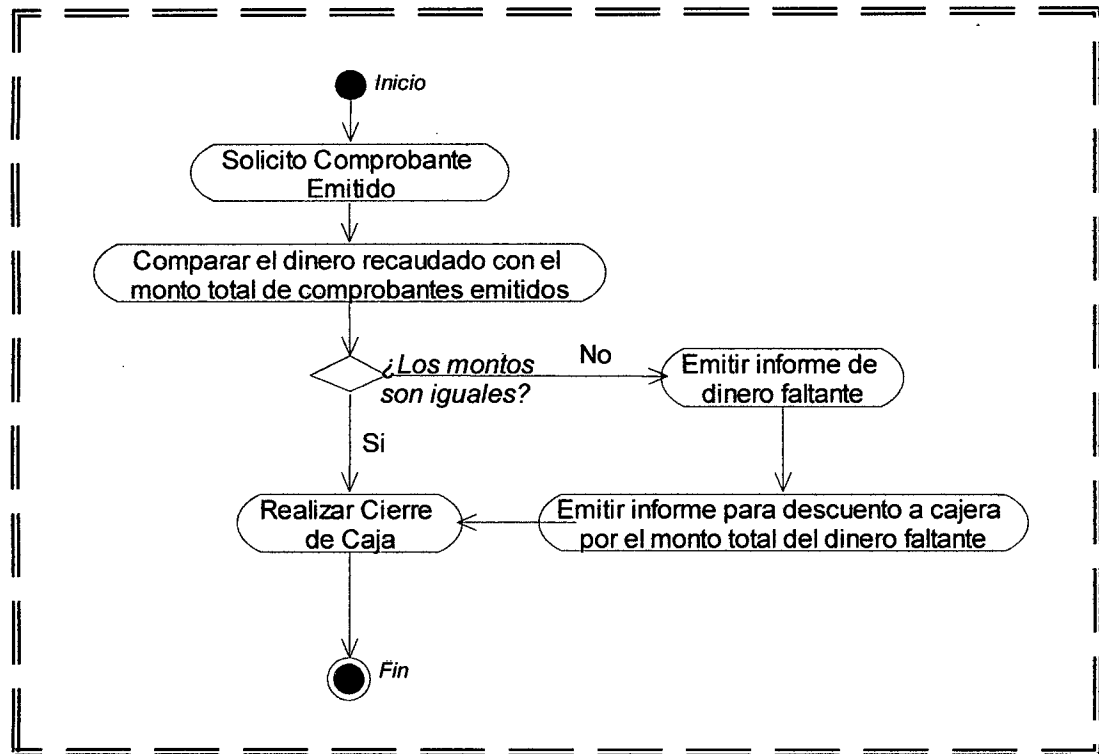 Inicio
Solicito Comprobante
Emitido
Comparar el dinero recaudado con el
monto total de comprobantes emitidos
¿Los montos
son iguales?
No
Emitir informe de
dinero faltante
Si
Realizar Cierre
de Caja
Emitir informe para descuento a cajera
por el monto total del dinero faltante
Fin